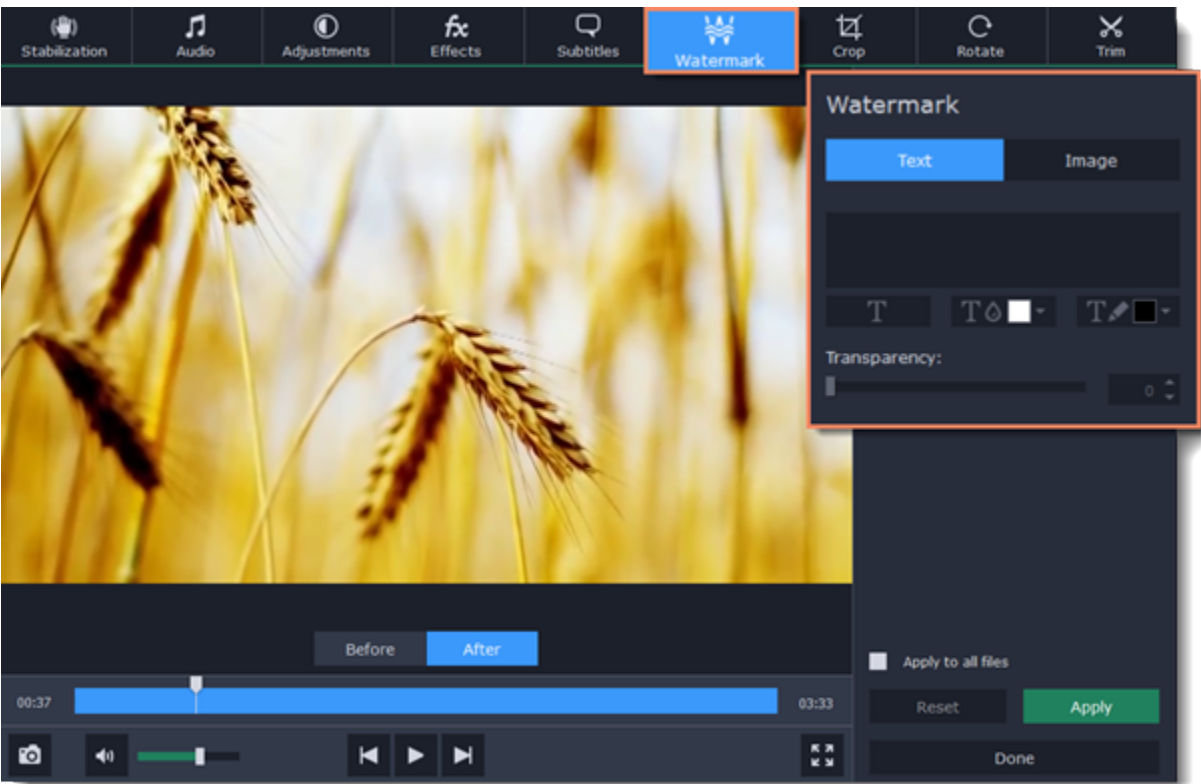 Stabilization
Audio
Adjustments
fx
Effects
Subtitles
Watermark
Crop
Rotate
Trim
Watermark
Text
Image
T
T
T
Transparency:
0
Before
After
Apply to all files
00:37
03:33
Reset
Apply
Done